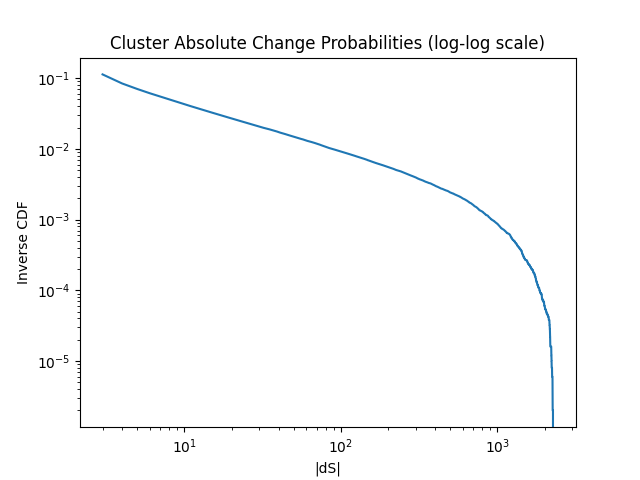 Cluster Absolute Change Probabilities (log-log scale)
Inverse CDF
10⁻¹
10⁻²
10⁻³
10⁻⁴
10⁻⁵
10¹ 10² 10³
|dS|